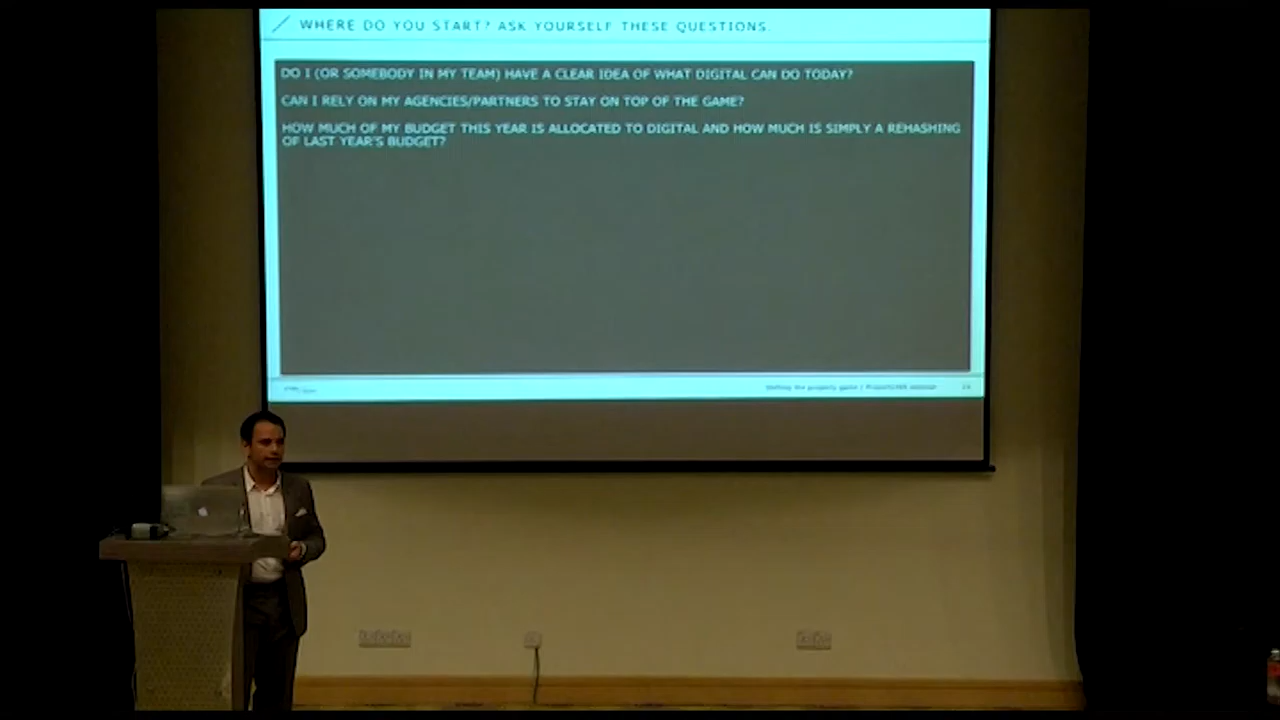 WHERE DO YOU START? ASK YOURSELF THESE QUESTIONS.
DO I (OR SOMEBODY IN MY TEAM) HAVE A CLEAR IDEA OF WHAT DIGITAL CAN DO TODAY?
CAN I RELY ON MY AGENCIES/PARTNERS TO STAY ON TOP OF THE GAME?
HOW MUCH OF MY BUDGET THIS YEAR IS ALLOCATED TO DIGITAL AND HOW MUCH IS SIMPLY A REHASHING
OF LAST YEAR'S BUDGET?
the property game